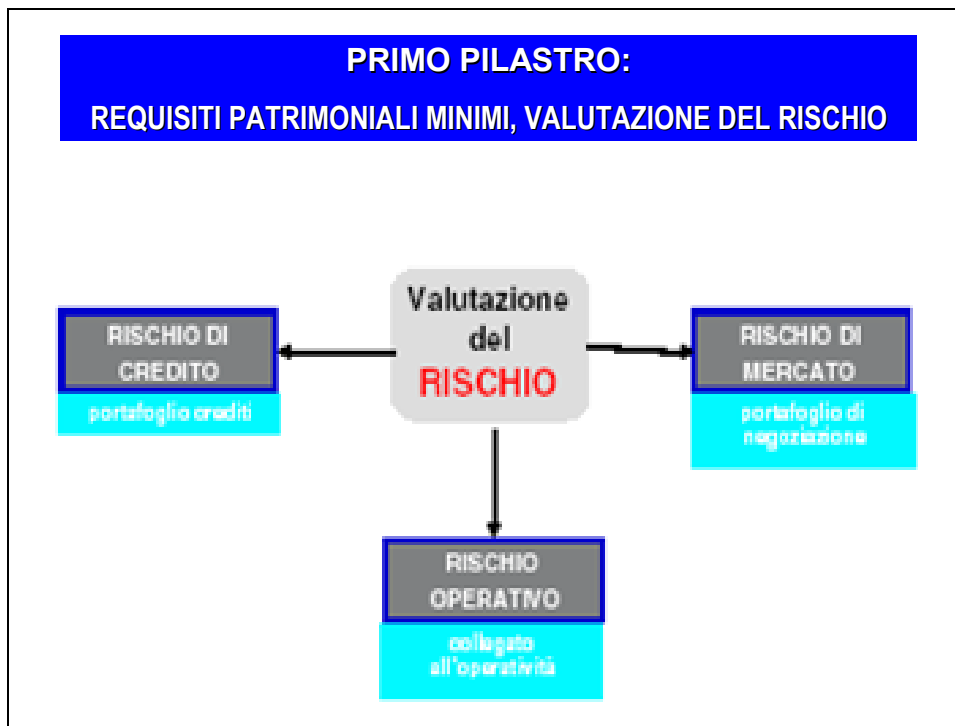 PRIMO PILASTRO:
REQUISITI PATRIMONIALI MINIMI, VALUTAZIONE DEL RISCHIO
Valutazione
del
RISCHIO
RISCHIO DI
CREDITO
portafoglio crediti
RISCHIO DI
MERCATO
portafoglio di
negoziazione
RISCHIO
OPERATIVO
collegato
all'operatività